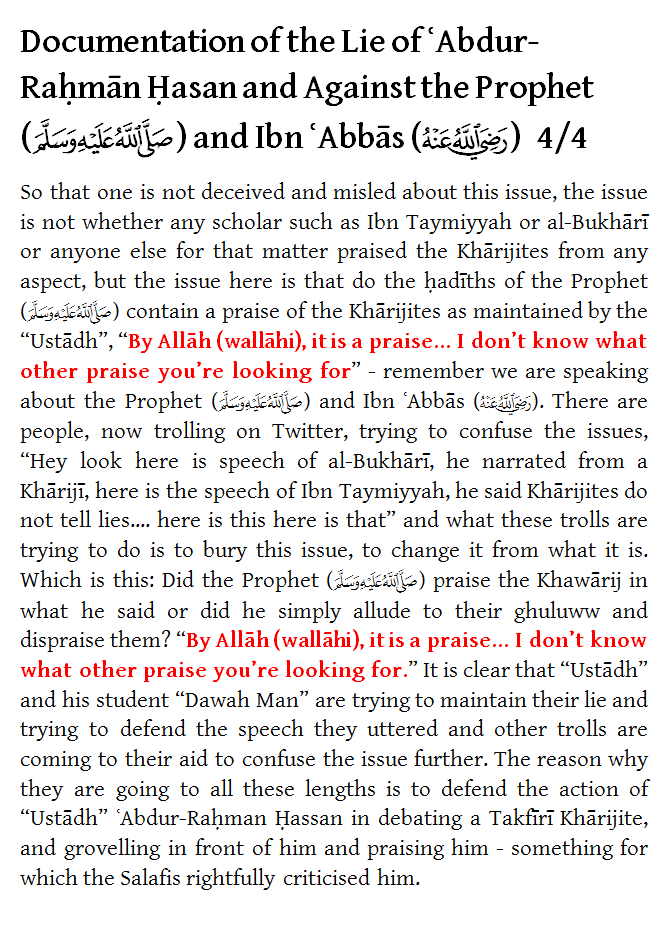 Documentation of the Lie of ʿAbdur-
Raḥmān Ḥasan and Against the Prophet
(صَلَّى اللَّهُ عَلَيْهِ وَسَلَّمَ) and Ibn ʿAbbās (رَضِيَ اللَّهُ عَنْهُ) 4/4
So that one is not deceived and misled about this issue, the issue
is not whether any scholar such as Ibn Taymiyyah or al-Bukhārī
or anyone else for that matter praised the Khārijites from any
aspect, but the issue here is that do the ḥadīths of the Prophet
(صَلَّى اللَّهُ عَلَيْهِ وَسَلَّمَ) contain a praise of the Khārijites as maintained by the
“Ustādh”, “By Allāh (wallāhi), it is a praise... I don’t know what
other praise you’re looking for” - remember we are speaking
about the Prophet (صَلَّى اللَّهُ عَلَيْهِ وَسَلَّمَ) and Ibn ʿAbbās (رَضِيَ اللَّهُ عَنْهُ). There are
people, now trolling on Twitter, trying to confuse the issues,
“Hey look here is speech of al-Bukhārī, he narrated from a
Khārijī, here is the speech of Ibn Taymiyyah, he said Khārijites do
not tell lies.... here is this here is that” and what these trolls are
trying to do is to bury this issue, to change it from what it is.
Which is this: Did the Prophet (صَلَّى اللَّهُ عَلَيْهِ وَسَلَّمَ) praise the Khawārij in
what he said or did he simply allude to their ghuluww and
dispraise them? “By Allāh (wallāhi), it is a praise... I don’t know
what other praise you’re looking for.” It is clear that “Ustādh”
and his student “Dawah Man” are trying to maintain their lie and
trying to defend the speech they uttered and other trolls are
coming to their aid to confuse the issue further. The reason why
they are going to all these lengths is to defend the action of
“Ustādh” ʿAbdur-Raḥman Ḥassan in debating a Takfīrī Khārijite,
and grovelling in front of him and praising him - something for
which the Salafis rightfully criticised him.